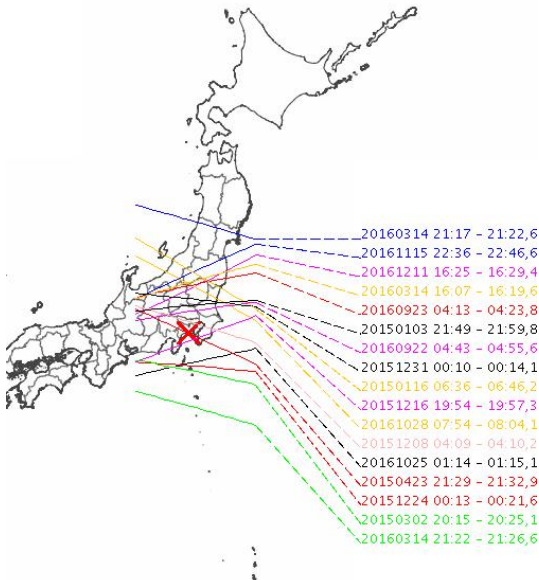 20160314 21:17 – 21:22,6
20161115 22:36 – 22:46,6
20161211 16:25 – 16:29,4
20160314 16:07 – 16:19,6
20160923 04:13 – 04:23,8
20150103 21:49 – 21:59,8
20160922 04:43 – 04:55,6
20151231 00:10 – 00:14,1
20150116 06:36 – 06:46,2
20151216 19:54 – 19:57,3
20161028 07:54 – 08:04,1
20151208 04:09 – 04:10,2
20161025 01:14 – 01:15,1
20150423 21:29 – 21:32,9
20151224 00:13 – 00:21,6
20150302 20:15 – 20:25,1
20160314 21:22 – 21:26,6